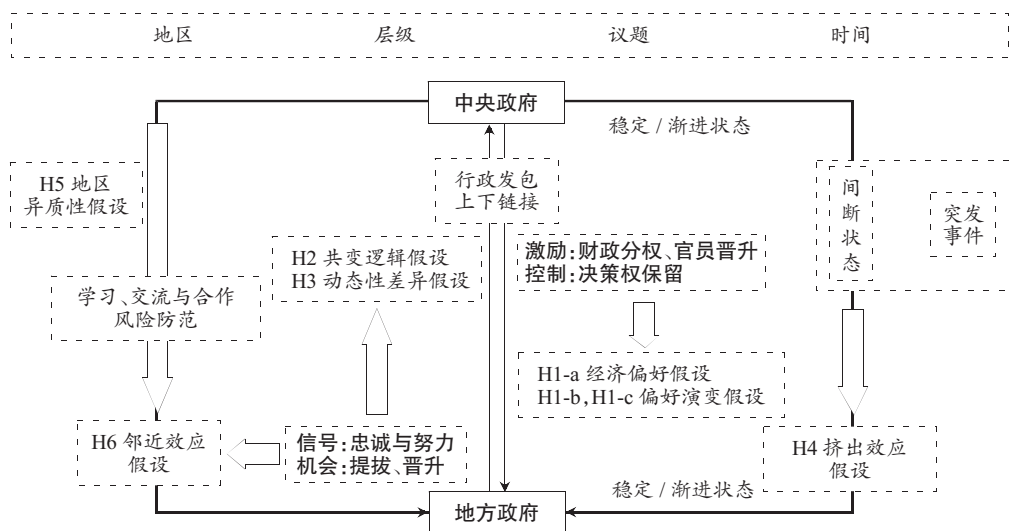 地区 层级 议题 时间
中央政府
稳定/渐进状态
H5 地区
异质性假设
行政发包
上下链接
间断状态
突发
事件
H2 共变逻辑假设
H3 动态性差异假设
激励:财政分权、官员晋升
控制:决策权保留
学习、交流与合作
风险防范
H1-a 经济偏好假设
H1-b,H1-c 偏好演变假设
H6 邻近效应
假设
信号:忠诚与努力
机会:提拔、晋升
H4 挤出效应
假设
稳定/渐进状态
地方政府